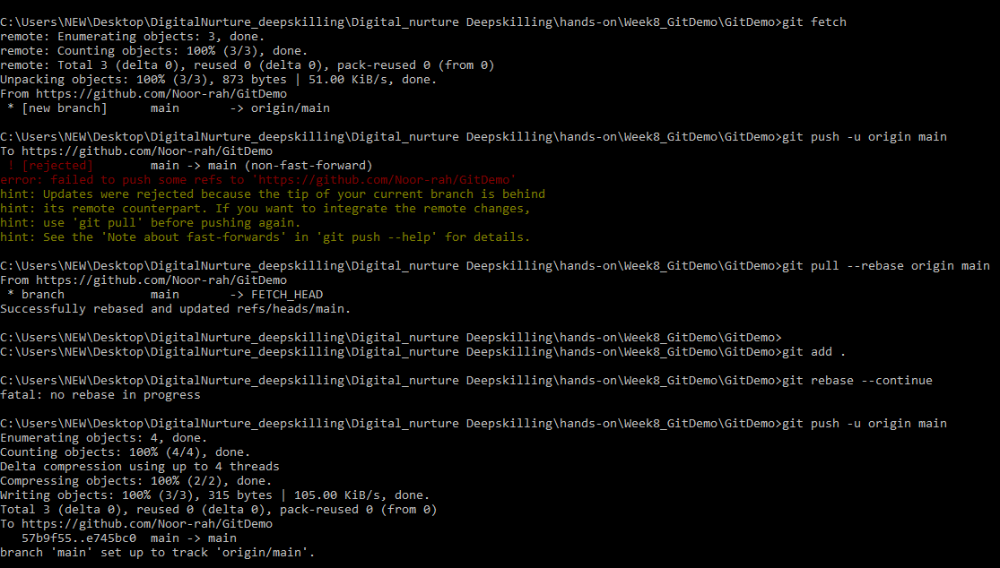 C:\Users\NEW\Desktop\DigitalNurture_deepskilling\Digital_nurture Deepskilling\hands-on\Week8_GitDemo\GitDemo>git fetch
remote: Enumerating objects: 3, done.
remote: Counting objects: 100% (3/3), done.
remote: Total 3 (delta 0), reused 0 (delta 0), pack-reused 0 (from 0)
Unpacking objects: 100% (3/3), 873 bytes | 51.00 KiB/s, done.
From https://github.com/Noor-rah/GitDemo
 * [new branch]      main       -> origin/main
C:\Users\NEW\Desktop\DigitalNurture_deepskilling\Digital_nurture Deepskilling\hands-on\Week8_GitDemo\GitDemo>git push -u origin main
To https://github.com/Noor-rah/GitDemo
 ! [rejected]        main -> main (non-fast-forward)
error: failed to push some refs to 'https://github.com/Noor-rah/GitDemo'
hint: Updates were rejected because the tip of your current branch is behind
hint: its remote counterpart. If you want to integrate the remote changes,
hint: use 'git pull' before pushing again.
hint: See the 'Note about fast-forwards' in 'git push --help' for details.
C:\Users\NEW\Desktop\DigitalNurture_deepskilling\Digital_nurture Deepskilling\hands-on\Week8_GitDemo\GitDemo>git pull --rebase origin main
From https://github.com/Noor-rah/GitDemo
 * branch            main       -> FETCH_HEAD
Successfully rebased and updated refs/heads/main.
C:\Users\NEW\Desktop\DigitalNurture_deepskilling\Digital_nurture Deepskilling\hands-on\Week8_GitDemo\GitDemo>
C:\Users\NEW\Desktop\DigitalNurture_deepskilling\Digital_nurture Deepskilling\hands-on\Week8_GitDemo\GitDemo>git add .
C:\Users\NEW\Desktop\DigitalNurture_deepskilling\Digital_nurture Deepskilling\hands-on\Week8_GitDemo\GitDemo>git rebase --continue
fatal: no rebase in progress
C:\Users\NEW\Desktop\DigitalNurture_deepskilling\Digital_nurture Deepskilling\hands-on\Week8_GitDemo\GitDemo>git push -u origin main
Enumerating objects: 4, done.
Counting objects: 100% (4/4), done.
Delta compression using up to 4 threads
Compressing objects: 100% (2/2), done.
Writing objects: 100% (3/3), 315 bytes | 105.00 KiB/s, done.
Total 3 (delta 0), reused 0 (delta 0), pack-reused 0 (from 0)
To https://github.com/Noor-rah/GitDemo
   57b9f55..e745bc0  main -> main
branch 'main' set up to track 'origin/main'.